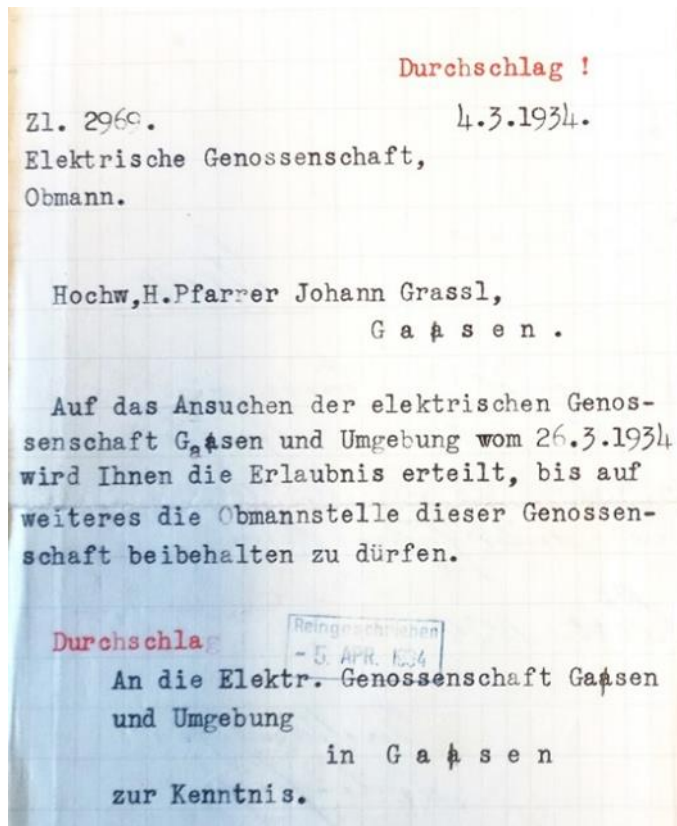 Durchschlag !
Zl. 2969. 4.3.1934.
Elektrische Genossenschaft,
Obmann.
Hochw,H.Pfarrer Johann Grassl,
G a s e n .
Auf das Ansuchen der elektrischen Genos-
senschaft Gasen und Umgebung vom 26.3.1934
wird Ihnen die Erlaubnis erteilt, bis auf
weiteres die Obmannstelle dieser Genossen-
schaft beibehalten zu dürfen.
Reingeschrieben
Durchschlag
- 5. APR. 1934
An die Elektr. Genossenschaft Gasen
und Umgebung
in G a s e n
zur Kenntnis.